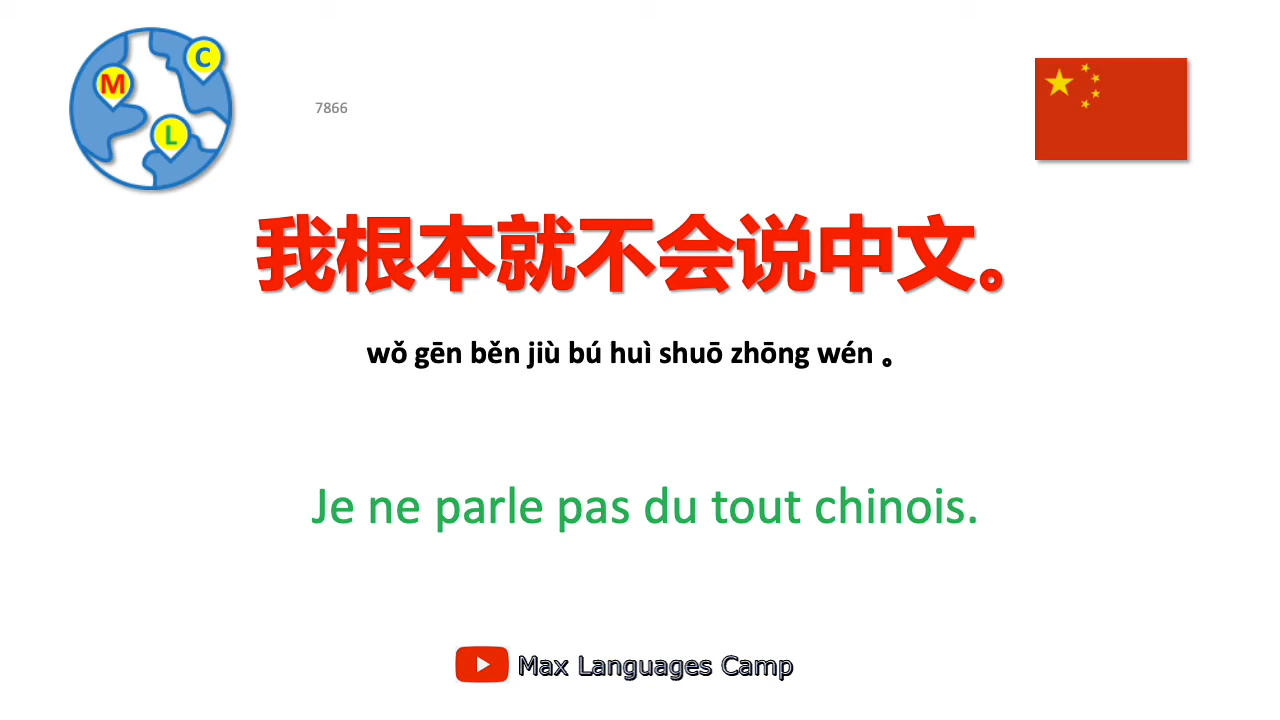 C
M
L
7866
我根本就不会说中文。
wǒ gēn běn jiù bú huì shuō zhōng wén 。
Je ne parle pas du tout chinois.
Max Languages Camp